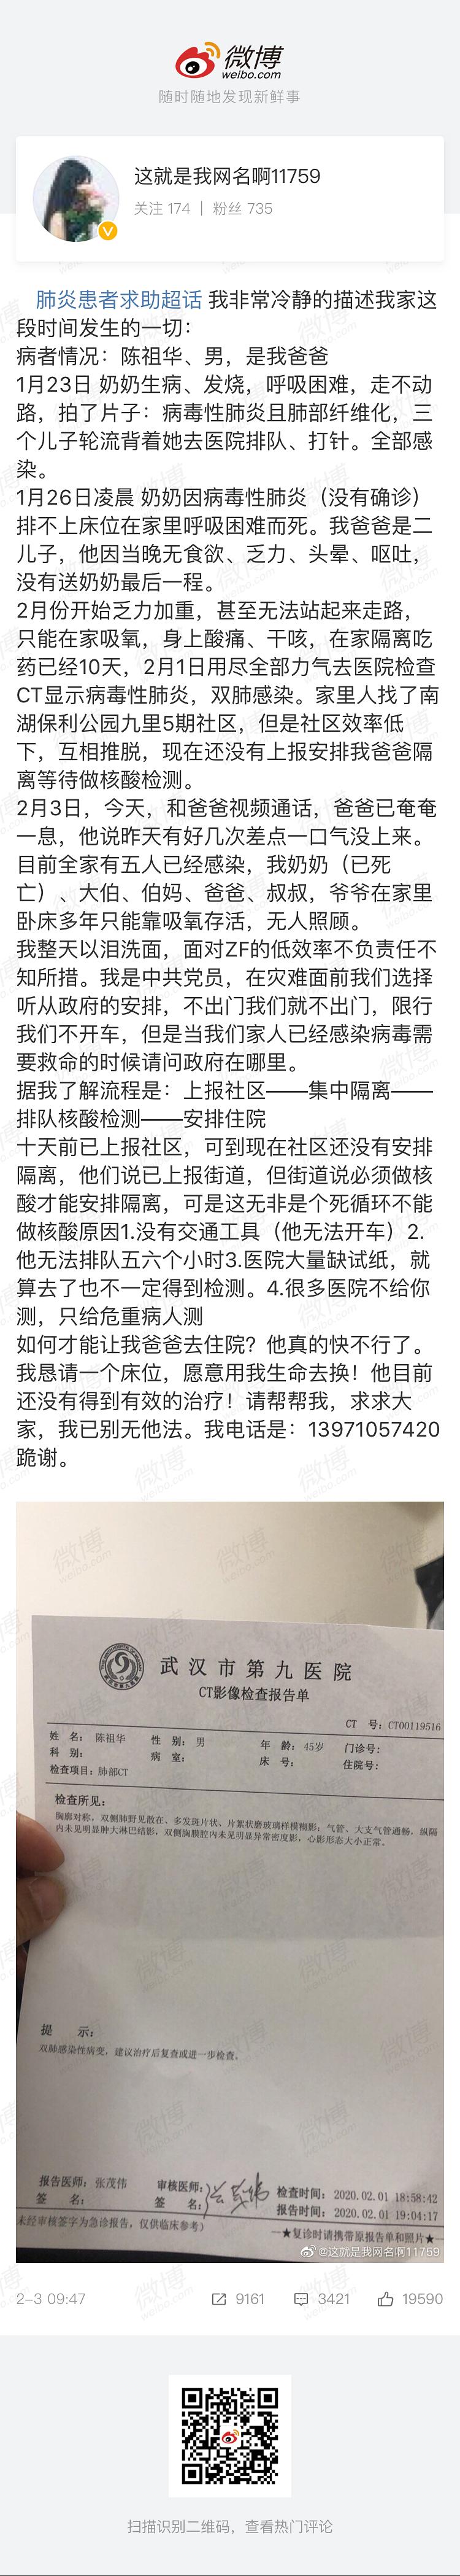 微博
weibo.com
随时随地发现新鲜事
这就是我网名啊11759
关注 174 | 粉丝 735
肺炎患者求助超话 我非常冷静的描述我家这
段时间发生的一切：
病者情况：陈祖华、男，是我爸爸
1月23日 奶奶生病、发烧，呼吸困难，走不动
路，拍了片子：病毒性肺炎且肺部纤维化，三
个儿子轮流背着她去医院排队、打针。全部感
染。
1月26日凌晨 奶奶因病毒性肺炎（没有确诊）
排不上床位在家里呼吸困难而死。我爸爸是二
儿子，他因当晚无食欲、乏力、头晕、呕吐，
没有送奶奶最后一程。
2月份开始乏力加重，甚至无法站起来走路，
只能在家吸氧，身上酸痛、干咳，在家隔离吃
药已经10天，2月1日用尽全部力气去医院检查
CT显示病毒性肺炎，双肺感染。家里人找了南
湖保利公园九里5期社区，但是社区效率低
下，互相推脱，现在还没有上报安排我爸爸隔
离等待做核酸检测。
2月3日，今天，和爸爸视频通话，爸爸已奄奄
一息，他说昨天有好几次差点一口气没上来。
目前全家有五人已经感染，我奶奶（已死
亡）、大伯、伯妈、爸爸、叔叔，爷爷在家里
卧床多年只能靠吸氧存活，无人照顾。
我整天以泪洗面，面对ZF的低效率不负责任不
知所措。我是中共党员，在灾难面前我们选择
听从政府的安排，不出门我们就不出门，限行
我们不开车，但是当我们家人已经感染病毒需
要救命的时候请问政府在哪里。
据我了解流程是：上报社区——集中隔离——
排队核酸检测——安排住院
十天前已上报社区，可到现在社区还没有安排
隔离，他们说已上报街道，但街道说必须做核
酸才能安排隔离，可是这无非是个死循环不能
做核酸原因1.没有交通工具（他无法开车）2.
他无法排队五六个小时3.医院大量缺试纸，就
算去了也不一定得到检测。4.很多医院不给你
测，只给危重病人测
如何才能让我爸爸去住院？他真的快不行了。
我恳请一个床位，愿意用我生命去换！他目前
还没有得到有效的治疗！请帮帮我，求求大
家，我已别无他法。我电话是：13971057420
跪谢。
武汉市第九医院
CT影像检查报告单
CT 号：CT00119516
姓 名：陈祖华 性 别：男 年 龄：45岁 门诊号：
科 别： 病 室： 床 号： 住院号：
检查项目：肺部CT
检查所见：
胸廓对称，双侧肺野见散在、多发斑片状、片絮状磨玻璃样模糊影；气管、大支气管通畅，纵隔
内未见明显肿大淋巴结影，双侧胸膜腔内未见明显异常密度影，心影形态大小正常。
提 示：
双肺感染性病变，建议治疗后复查或进一步检查。
报告医师：张茂伟 审核医师： 检查时间：2020.02.01 18:58:42
签 名： 签 名： 报告时间：2020.02.01 19:04:17
未经审核签字为急诊报告，仅供临床参考） ★复诊时请携带原报告单和照片★
@这就是我网名啊11759
2-3 09:47 9161 3421 19590
扫描识别二维码，查看热门评论